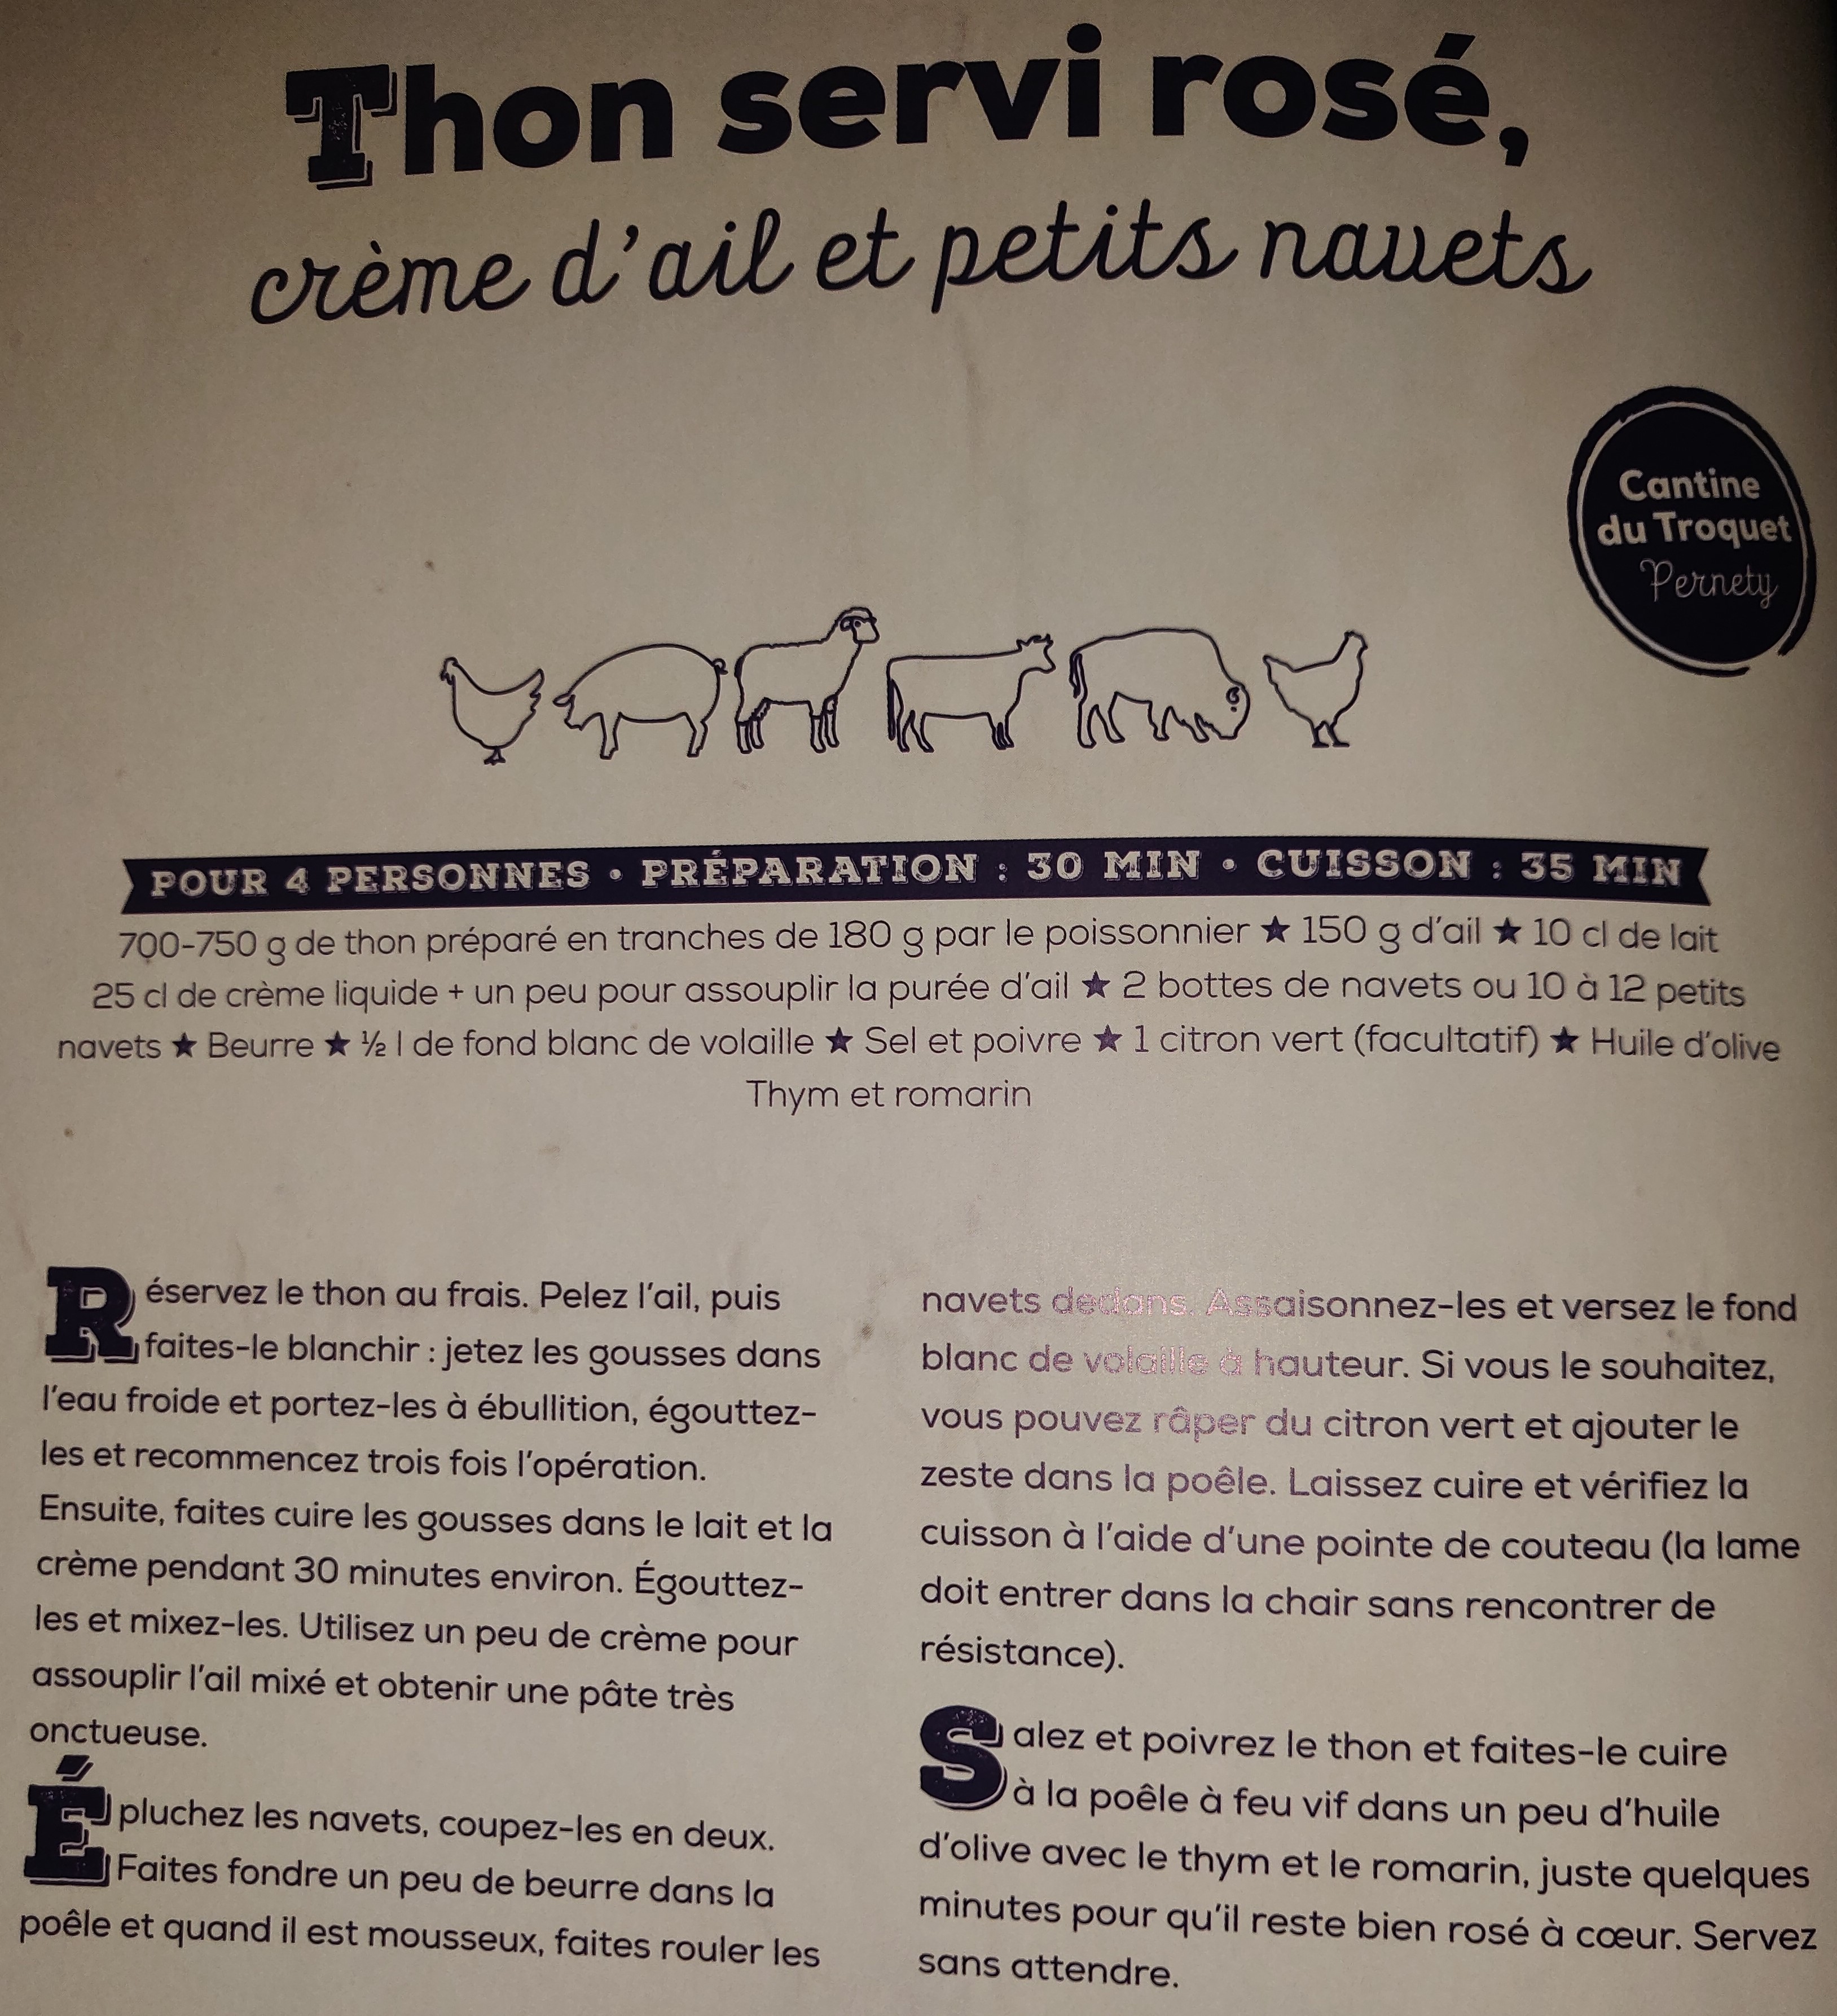 Thon servi rosé,
crème d'ail et petits navets
Cantine
du Troquet
Pernety
POUR 4 PERSONNES • PRÉPARATION : 30 MIN • CUISSON : 35 MIN
700-750 g de thon préparé en tranches de 180 g par le poissonnier ★ 150 g d'ail ★ 10 cl de lait
25 cl de crème liquide + un peu pour assouplir la purée d'ail ★ 2 bottes de navets ou 10 à 12 petits
navets ★ Beurre ★ ½ l de fond blanc de volaille ★ Sel et poivre ★ 1 citron vert (facultatif) ★ Huile d'olive
Thym et romarin
Réservez le thon au frais. Pelez l'ail, puis
faites-le blanchir : jetez les gousses dans
l'eau froide et portez-les à ébullition, égouttez-
les et recommencez trois fois l'opération.
Ensuite, faites cuire les gousses dans le lait et la
crème pendant 30 minutes environ. Égouttez-
les et mixez-les. Utilisez un peu de crème pour
assouplir l'ail mixé et obtenir une pâte très
onctueuse.
Épluchez les navets, coupez-les en deux.
Faites fondre un peu de beurre dans la
poêle et quand il est mousseux, faites rouler les
navets dedans. Assaisonnez-les et versez le fond
blanc de volaille à hauteur. Si vous le souhaitez,
vous pouvez râper du citron vert et ajouter le
zeste dans la poêle. Laissez cuire et vérifiez la
cuisson à l'aide d'une pointe de couteau (la lame
doit entrer dans la chair sans rencontrer de
résistance).
Salez et poivrez le thon et faites-le cuire
à la poêle à feu vif dans un peu d'huile
d'olive avec le thym et le romarin, juste quelques
minutes pour qu'il reste bien rosé à cœur. Servez
sans attendre.